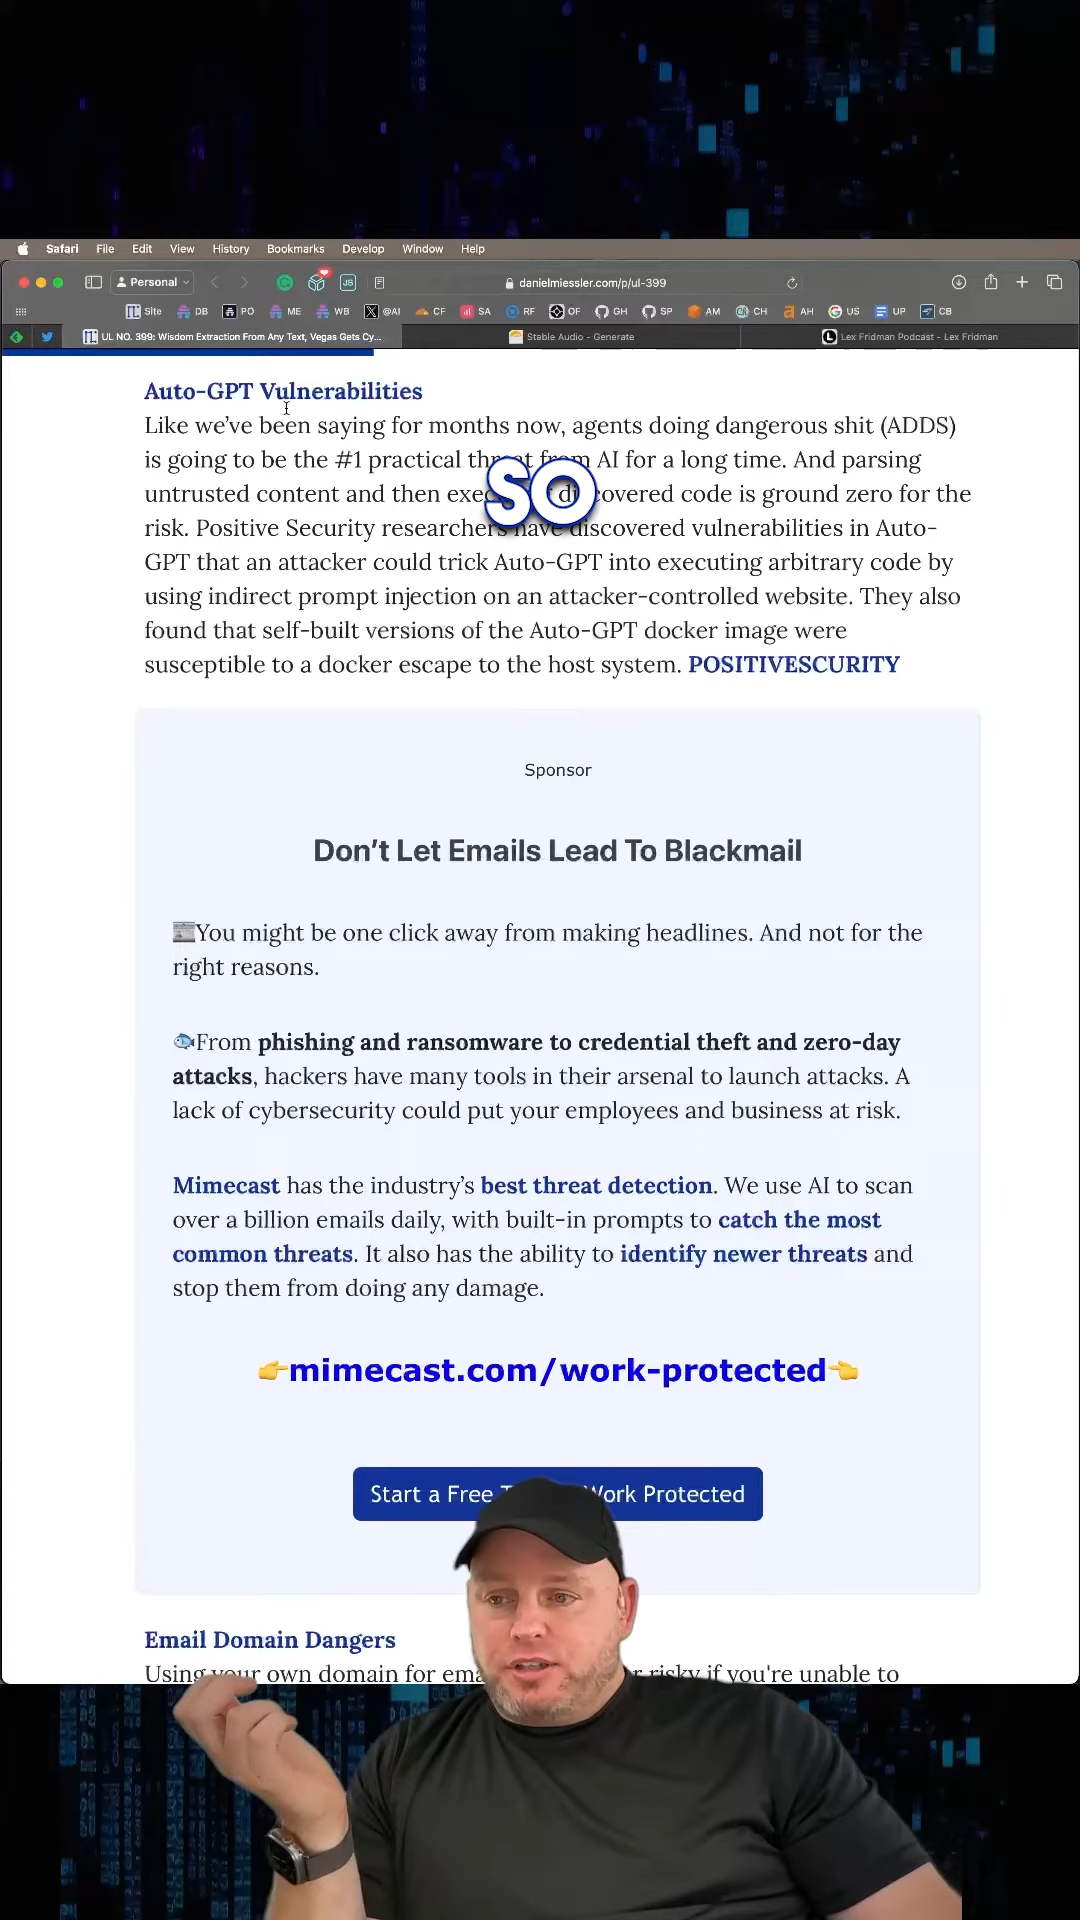 Safari File Edit View History Bookmarks Develop Window Help
Personal danielmiessler.com/p/ul-399
Site DB PO ME WB @AI CF SA RF OF GH SP AM CH AH US UP CB
UL NO. 399: Wisdom Extraction From Any Text, Vegas Gets Cy... Stable Audio - Generate Lex Fridman Podcast - Lex Fridman
Auto-GPT Vulnerabilities
Like we’ve been saying for months now, agents doing dangerous shit (ADDS)
is going to be the #1 practical threat from AI for a long time. And parsing
SO
untrusted content and then exec discovered code is ground zero for the
risk. Positive Security researchers have discovered vulnerabilities in Auto-
GPT that an attacker could trick Auto-GPT into executing arbitrary code by
using indirect prompt injection on an attacker-controlled website. They also
found that self-built versions of the Auto-GPT docker image were
susceptible to a docker escape to the host system. POSITIVESCURITY
Sponsor
Don’t Let Emails Lead To Blackmail
You might be one click away from making headlines. And not for the
right reasons.
From phishing and ransomware to credential theft and zero-day
attacks, hackers have many tools in their arsenal to launch attacks. A
lack of cybersecurity could put your employees and business at risk.
Mimecast has the industry’s best threat detection. We use AI to scan
over a billion emails daily, with built-in prompts to catch the most
common threats. It also has the ability to identify newer threats and
stop them from doing any damage.
👉mimecast.com/work-protected👈
Start a Free Work Protected
Email Domain Dangers
Using your own domain for ema risky if you're unable to